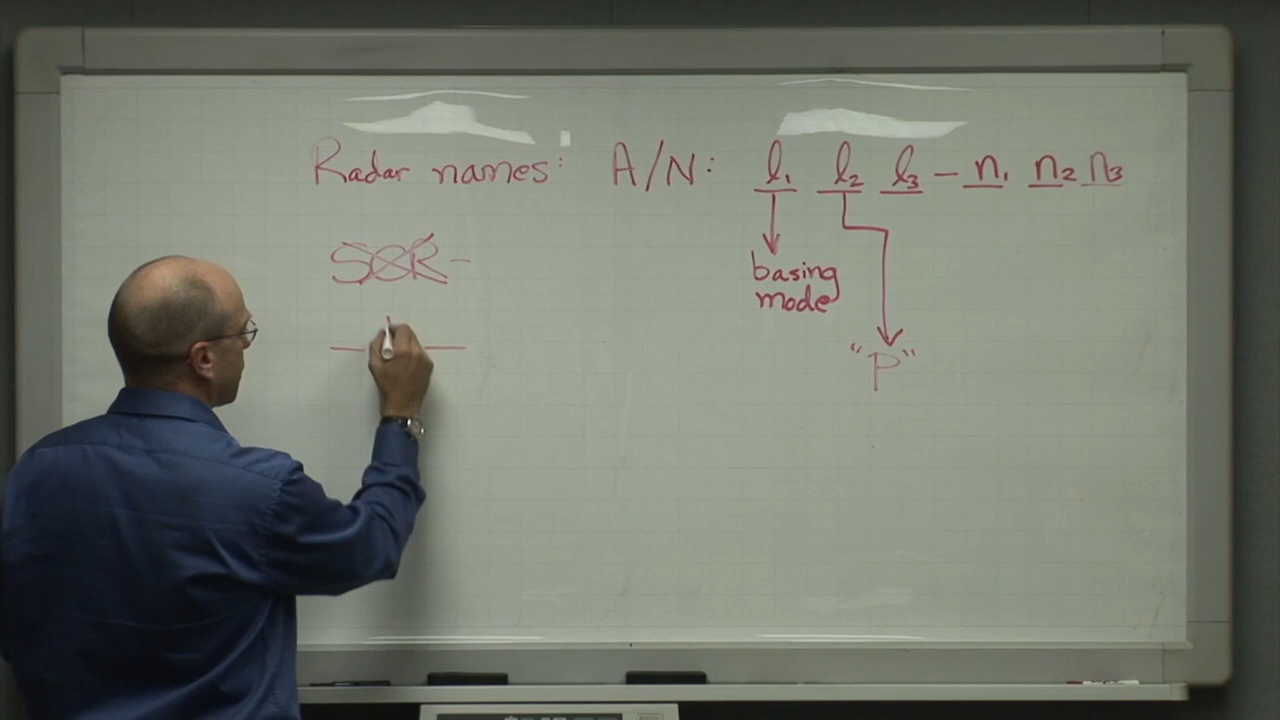 Radar names: A/N: l₁ l₂ l₃ - n₁ n₂ n₃
SCR-
basing
mode
"P"